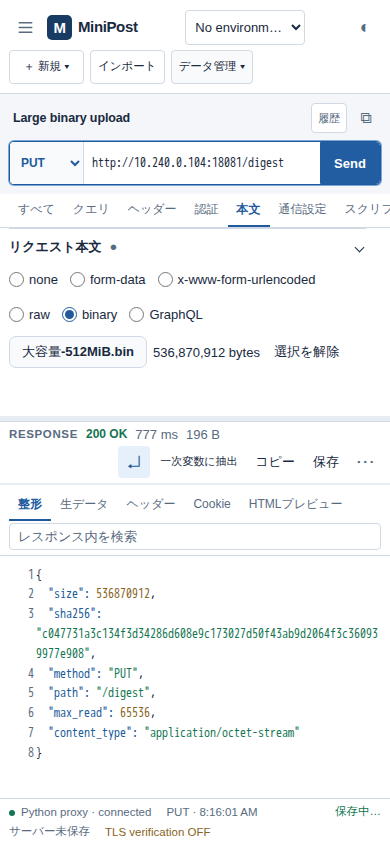 M MiniPost No environm…
+ 新規 ▾ インポート データ管理 ▾
Large binary upload 履歴
PUT http://10.240.0.104:18081/digest Send
すべて クエリ ヘッダー 認証 本文 通信設定 スクリプ
リクエスト本文 ●
none form-data x-www-form-urlencoded
raw binary GraphQL
大容量-512MiB.bin 536,870,912 bytes 選択を解除
RESPONSE 200 OK 777 ms 196 B
一次変数に抽出 コピー 保存 ···
整形 生データ ヘッダー Cookie HTMLプレビュー
レスポンス内を検索
1 {
2 "size": 536870912,
3 "sha256":
"c047731a3c134f3d34286d608e9c173027d50f43ab9d2064f3c36093
9977e908",
4 "method": "PUT",
5 "path": "/digest",
6 "max_read": 65536,
7 "content_type": "application/octet-stream"
8 }
Python proxy · connected PUT · 8:16:01 AM 保存中…
サーバー未保存 TLS verification OFF